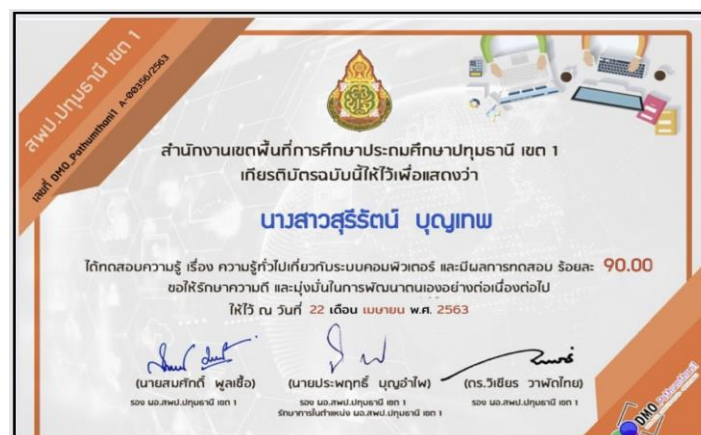 สพป.ปทุมธานี เขต 1
เลขที่ DMO_Pathumthani1 A-00356/2563
สำนักงานเขตพื้นที่การศึกษาประถมศึกษาปทุมธานี เขต 1
เกียรติบัตรฉบับนี้ให้ไว้เพื่อแสดงว่า
นางสาวสุรีรัตน์ บุญเทพ
ได้ทดสอบความรู้ เรื่อง ความรู้ทั่วไปเกี่ยวกับระบบคอมพิวเตอร์ และมีผลการทดสอบ ร้อยละ 90.00
ขอให้รักษาความดี และมุ่งมั่นในการพัฒนาตนเองอย่างต่อเนื่องต่อไป
ให้ไว้ ณ วันที่ 22 เดือน เมษายน พ.ศ. 2563
(นายสมศักดิ์ พูลเชื้อ) (นายประพฤทธิ์ บุญอำไพ) (ดร.วิเชียร วาพัดไทย)
รอง ผอ.สพป.ปทุมธานี เขต 1 รอง ผอ.สพป.ปทุมธานี เขต 1 รอง ผอ.สพป.ปทุมธานี เขต 1
รักษาการในตำแหน่ง ผอ.สพป.ปทุมธานี เขต 1
DMO